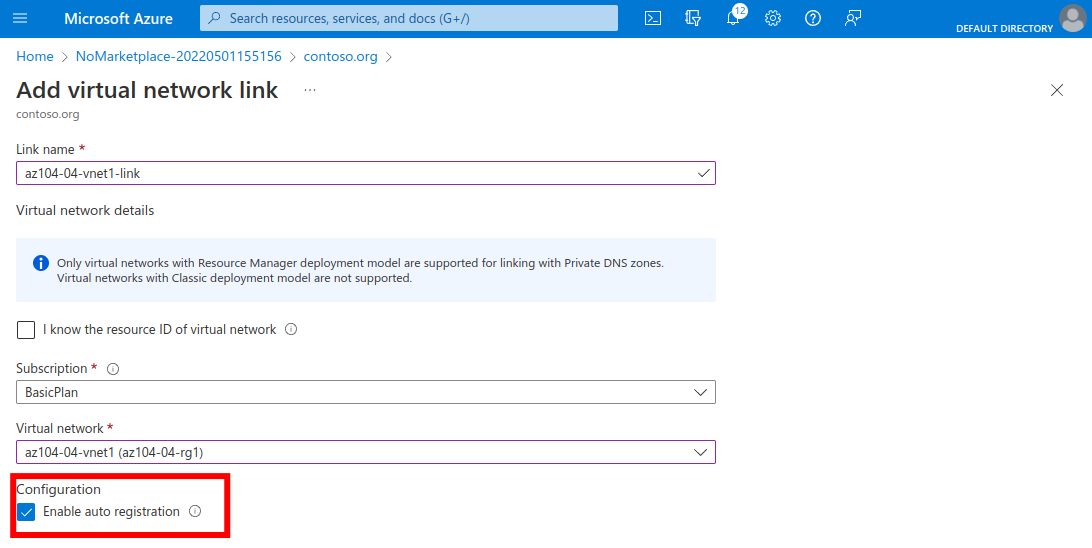 Microsoft Azure
Search resources, services, and docs (G+/)
12
DEFAULT DIRECTORY
Home > NoMarketplace-20220501155156 > contoso.org >
Add virtual network link ...
contoso.org
Link name *
az104-04-vnet1-link
Virtual network details
Only virtual networks with Resource Manager deployment model are supported for linking with Private DNS zones.
Virtual networks with Classic deployment model are not supported.
I know the resource ID of virtual network
Subscription *
BasicPlan
Virtual network *
az104-04-vnet1 (az104-04-rg1)
Configuration
Enable auto registration